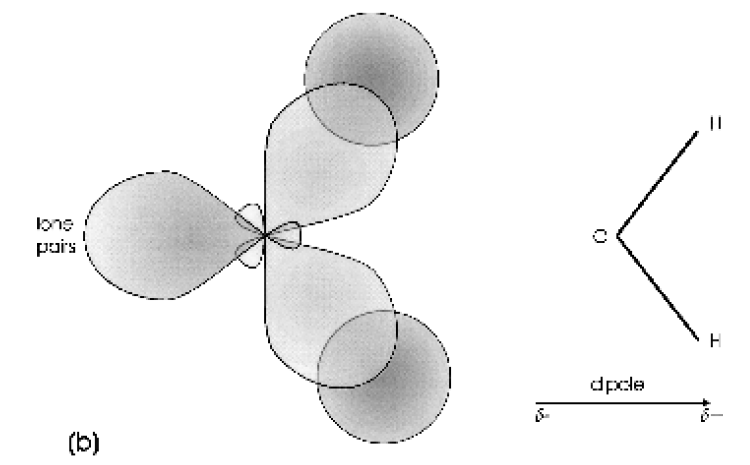 lone
pairs
O
H
H
dipole
δ-
(b)